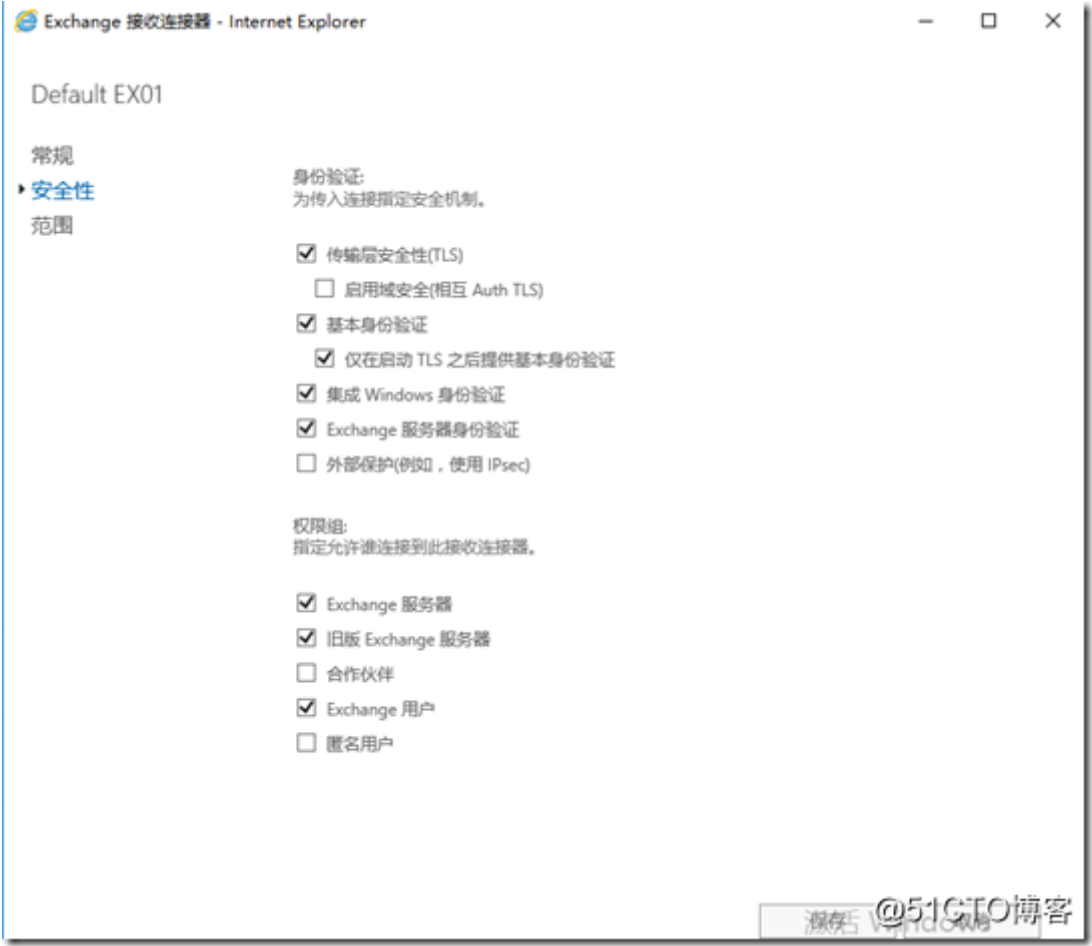 Exchange 接收连接器 - Internet Explorer
Default EX01
常规
安全性
范围
身份验证:
为传入连接指定安全机制。
传输层安全性(TLS)
启用域安全(相互 Auth TLS)
基本身份验证
仅在启动 TLS 之后提供基本身份验证
集成 Windows 身份验证
Exchange 服务器身份验证
外部保护(例如，使用 IPsec)
权限组:
指定允许谁连接到此接收连接器。
Exchange 服务器
旧版 Exchange 服务器
合作伙伴
Exchange 用户
匿名用户
保存
取消
激活 Windows
@51CTO博客